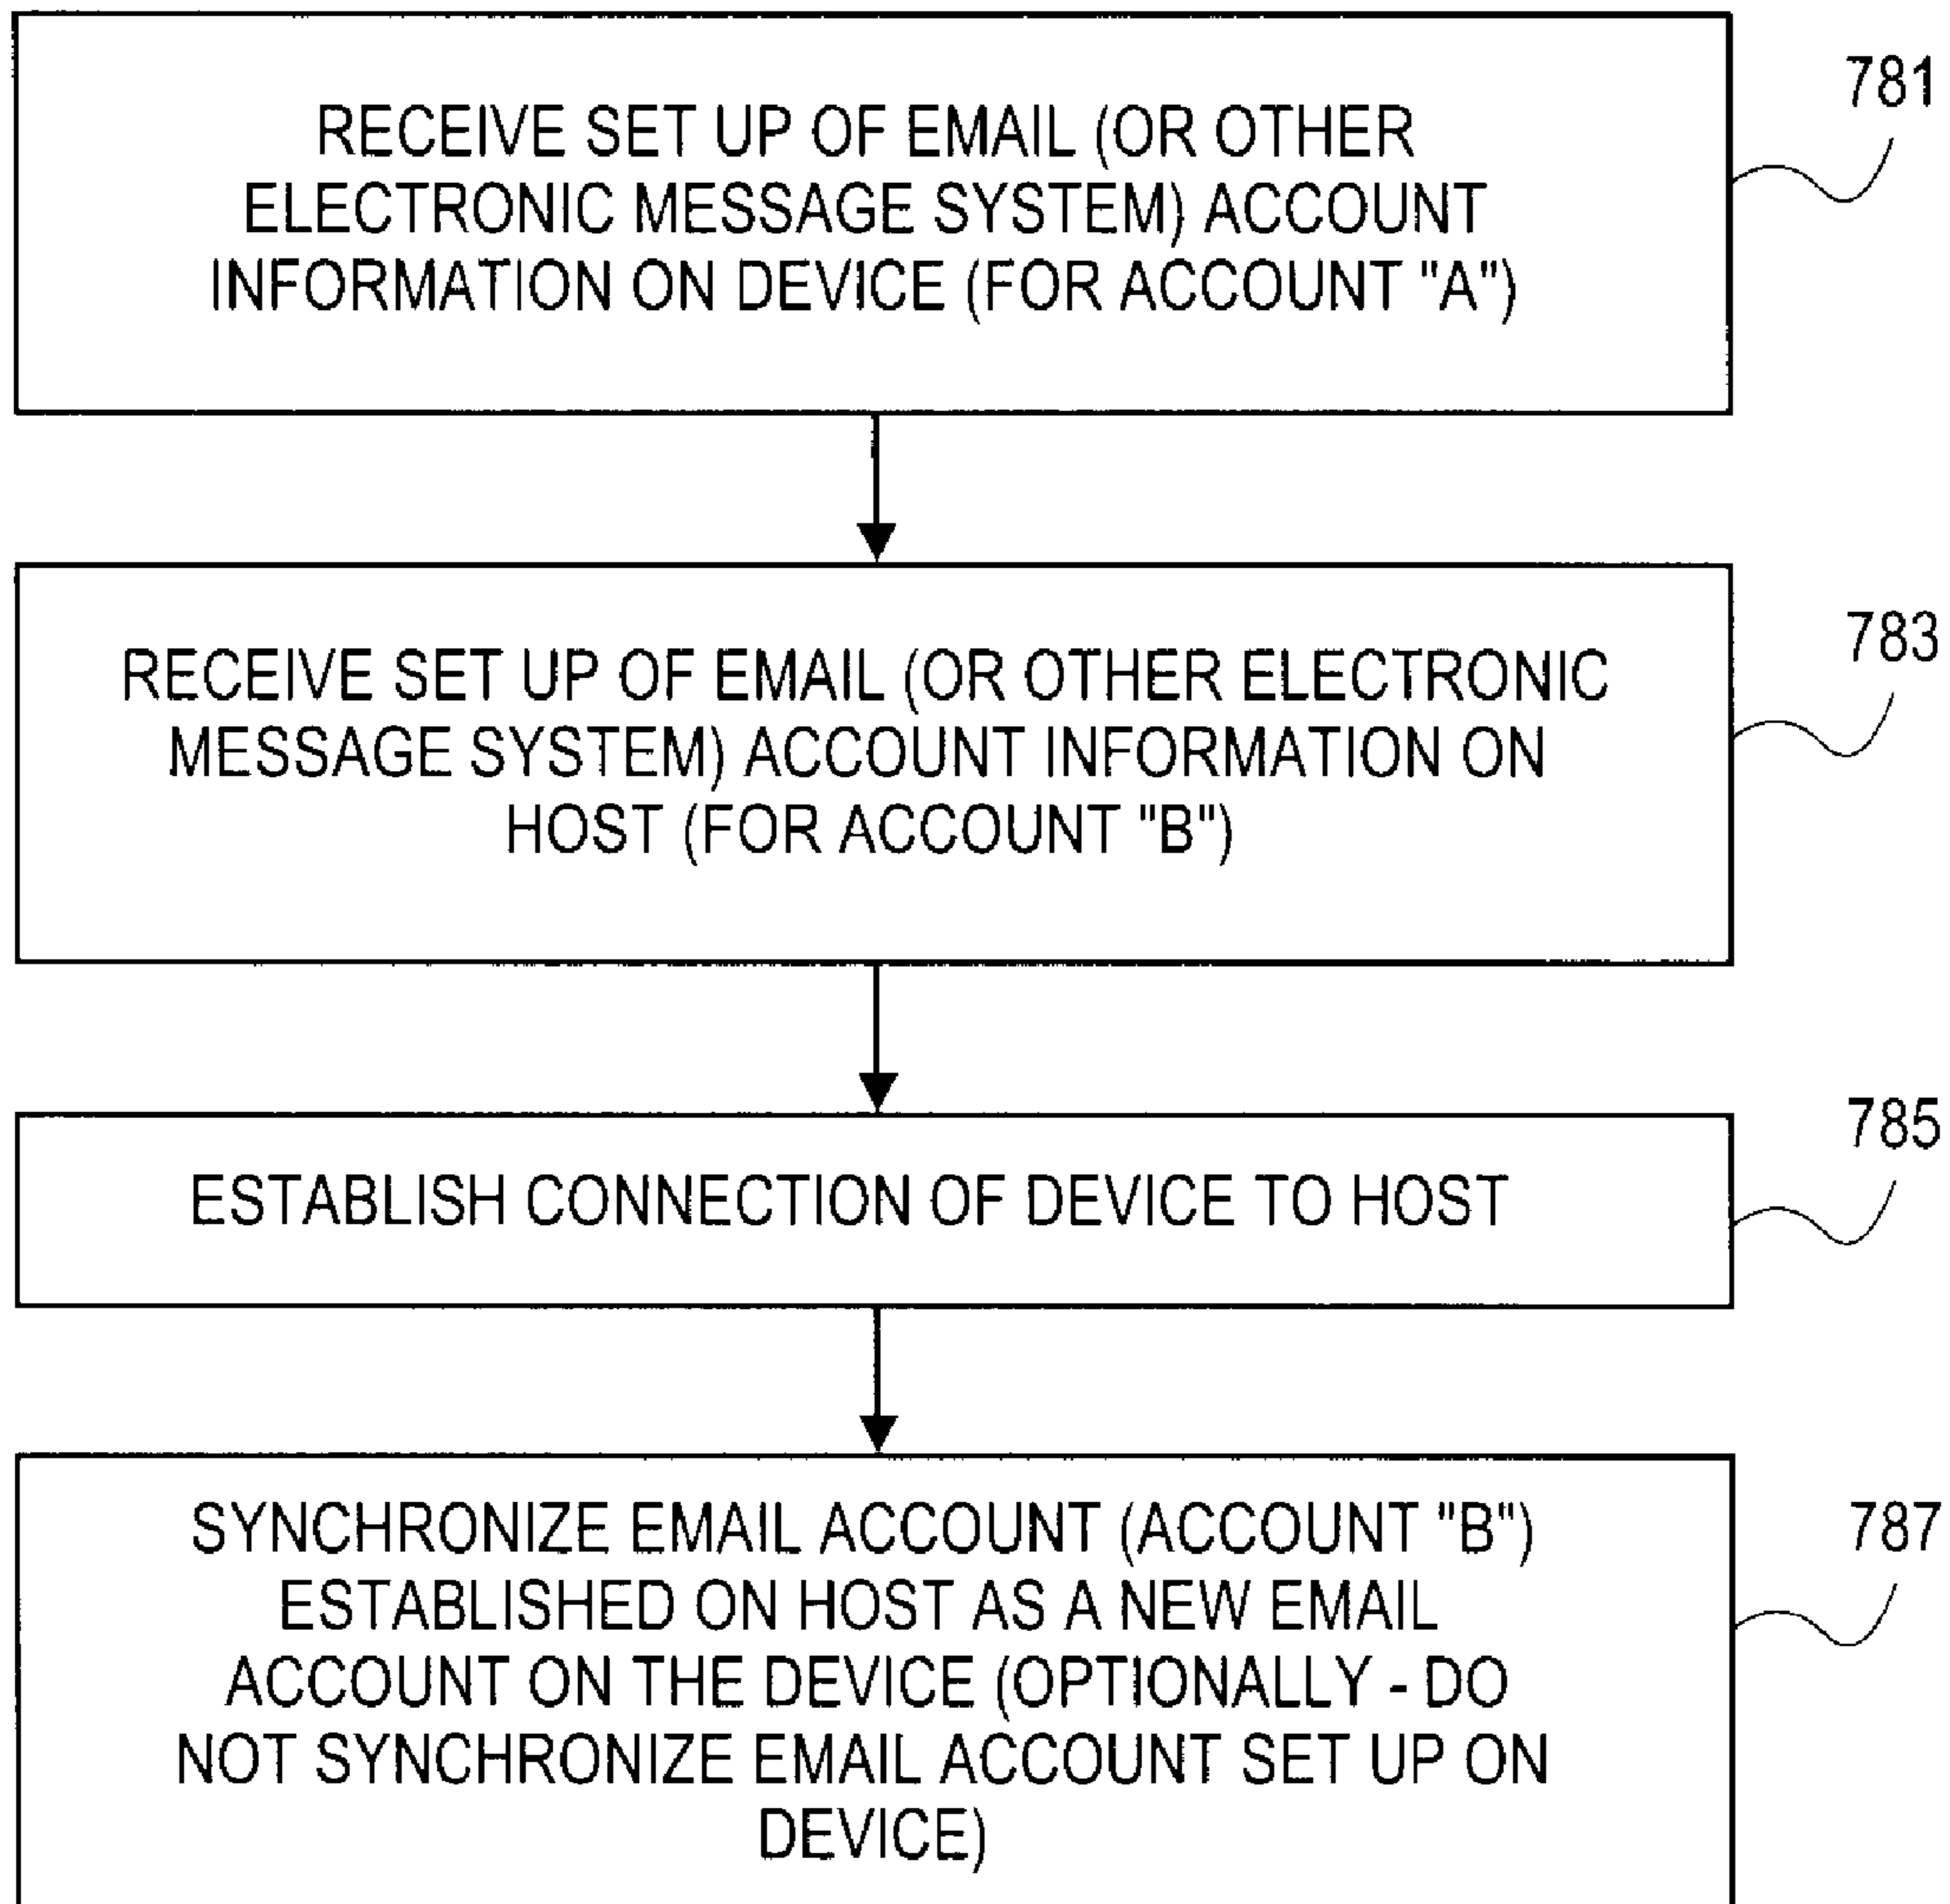 781
RECEIVE SET UP OF EMAIL (OR OTHER
ELECTRONIC MESSAGE SYSTEM) ACCOUNT
INFORMATION ON DEVICE (FOR ACCOUNT "A")
783
RECEIVE SET UP OF EMAIL (OR OTHER ELECTRONIC
MESSAGE SYSTEM) ACCOUNT INFORMATION ON
HOST (FOR ACCOUNT "B")
785
ESTABLISH CONNECTION OF DEVICE TO HOST
787
SYNCHRONIZE EMAIL ACCOUNT (ACCOUNT "B")
ESTABLISHED ON HOST AS A NEW EMAIL
ACCOUNT ON THE DEVICE (OPTIONALLY - DO
NOT SYNCHRONIZE EMAIL ACCOUNT SET UP ON
DEVICE)